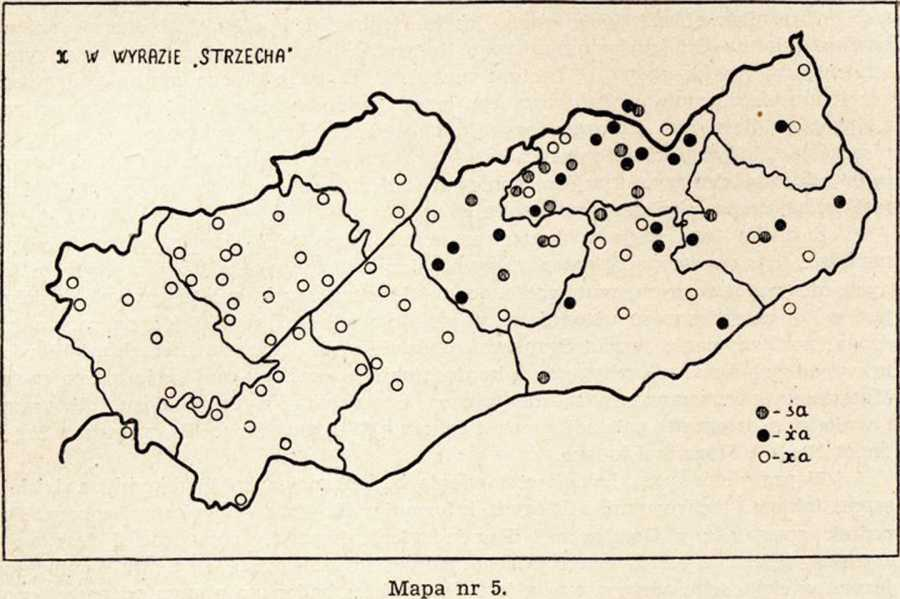 x W WYRAZIE „STRZECHA"
- śa
- x́a
- xa
Mapa nr 5.